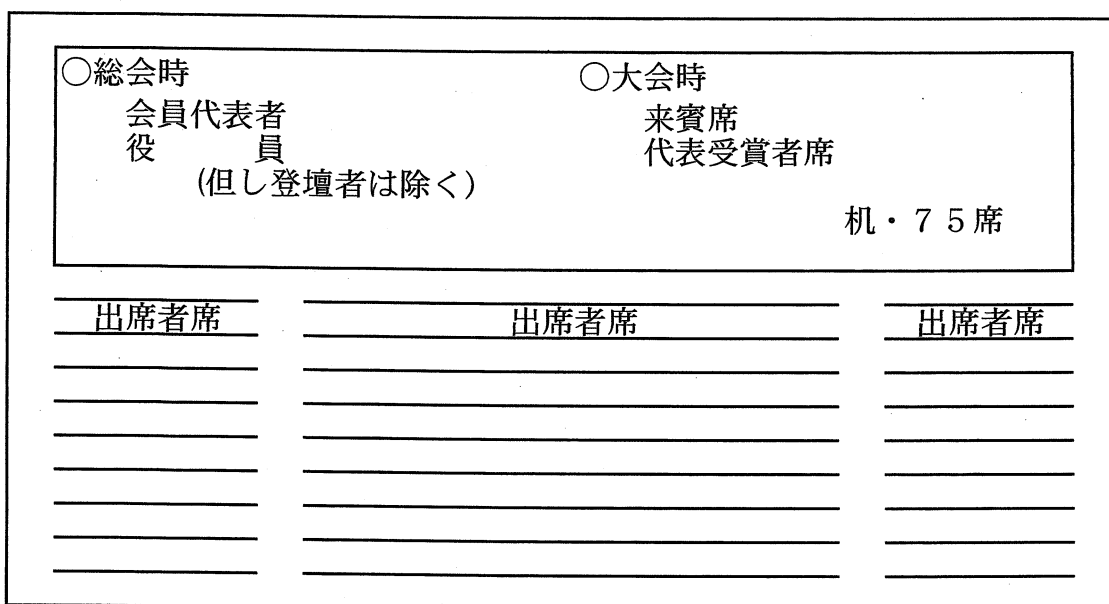 ○総会時
会員代表者
役　　員
(但し登壇者は除く)
○大会時
来賓席
代表受賞者席
机・７５席
出席者席
出席者席
出席者席